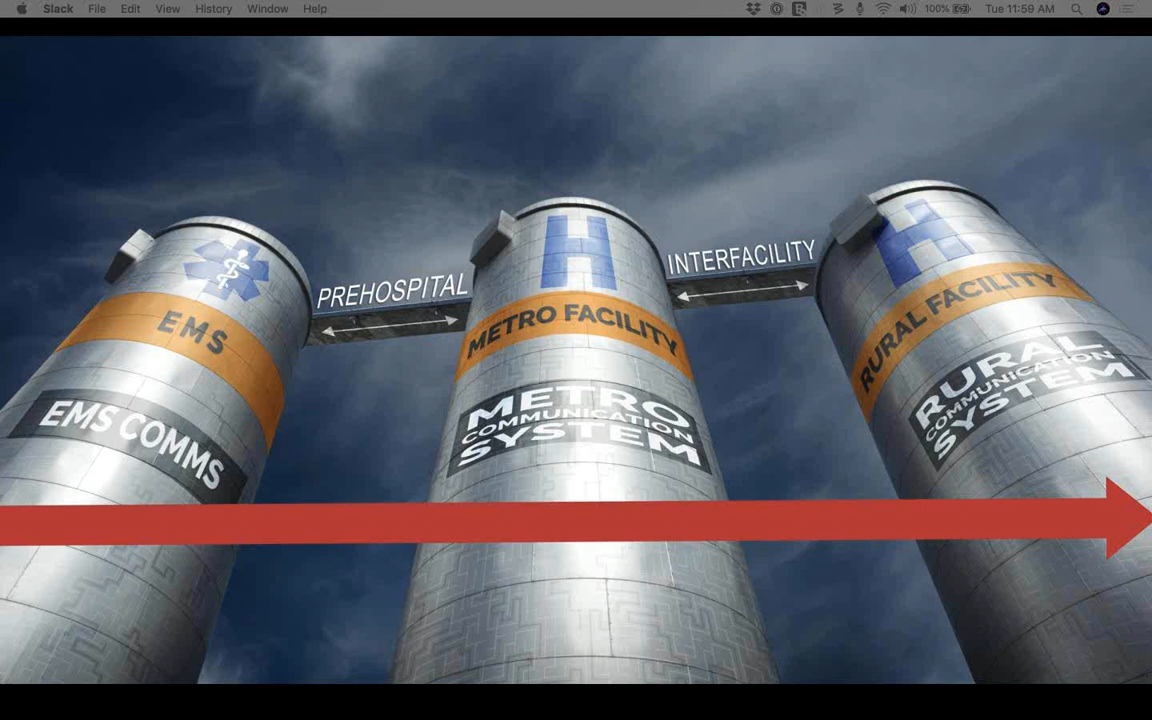 Slack File Edit View History Window Help
100% Tue 11:59 AM
PREHOSPITAL
INTERFACILITY
EMS
EMS COMMS
H
METRO FACILITY
METRO
COMMUNICATION
SYSTEM
H
RURAL FACILITY
RURAL
COMMUNICATION
SYSTEM